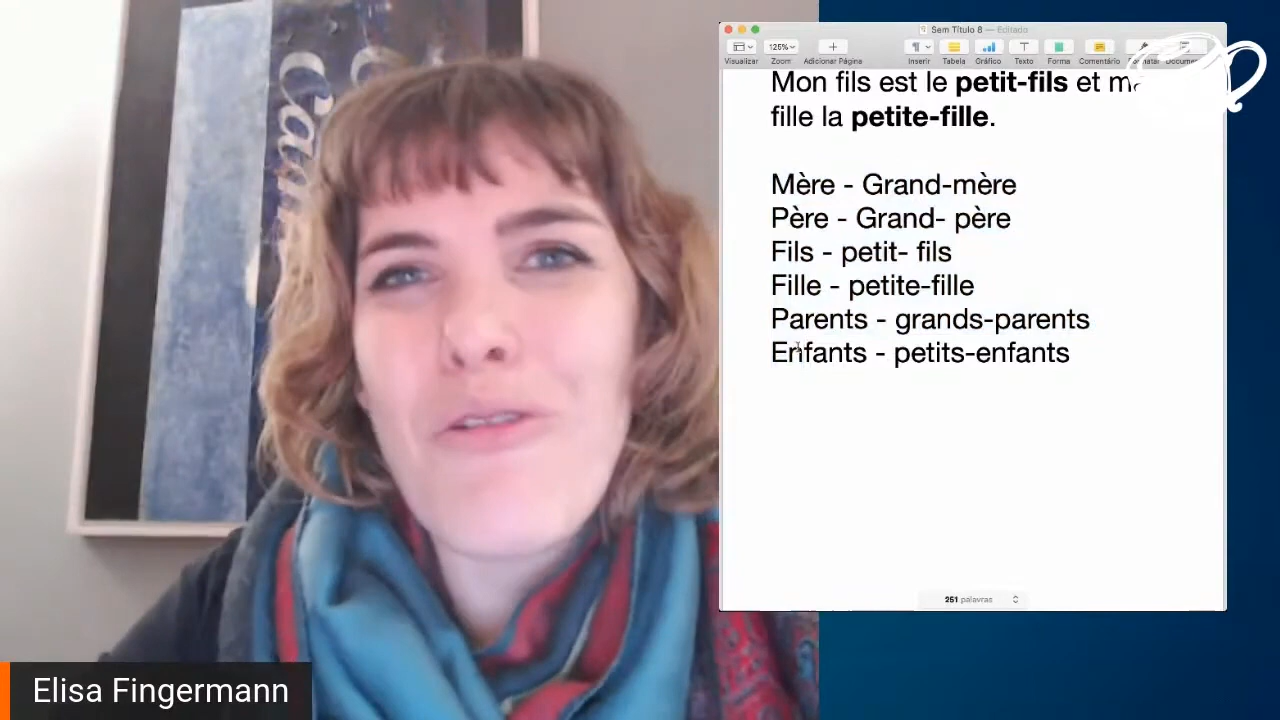 Sem Título 8 — Editado
125%
Visualizar Zoom Adicionar Página Inserir Tabela Gráfico Texto Forma Comentário
Mon fils est le petit-fils et
fille la petite-fille.
Mère - Grand-mère
Père - Grand- père
Fils - petit- fils
Fille - petite-fille
Parents - grands-parents
Enfants - petits-enfants
251 palavras
Elisa Fingermann